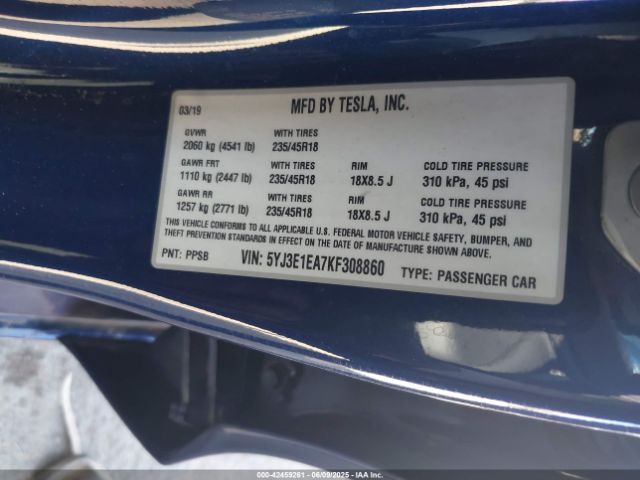 03/19 MFD BY TESLA, INC.
GVWR WITH TIRES
2060 kg (4541 lb) 235/45R18
GAWR FRT WITH TIRES RIM COLD TIRE PRESSURE
1110 kg (2447 lb) 235/45R18 18X8.5 J 310 kPa, 45 psi
GAWR RR WITH TIRES RIM COLD TIRE PRESSURE
1257 kg (2771 lb) 235/45R18 18X8.5 J 310 kPa, 45 psi
THIS VEHICLE CONFORMS TO ALL APPLICABLE U.S. FEDERAL MOTOR VEHICLE SAFETY, BUMPER, AND
THEFT PREVENTION STANDARDS IN EFFECT ON THE DATE OF MANUFACTURE SHOWN ABOVE.
PNT: PPSB VIN: 5YJ3E1EA7KF308860 TYPE: PASSENGER CAR
000-42459261 - 06/09/2025 - IAAI.COM